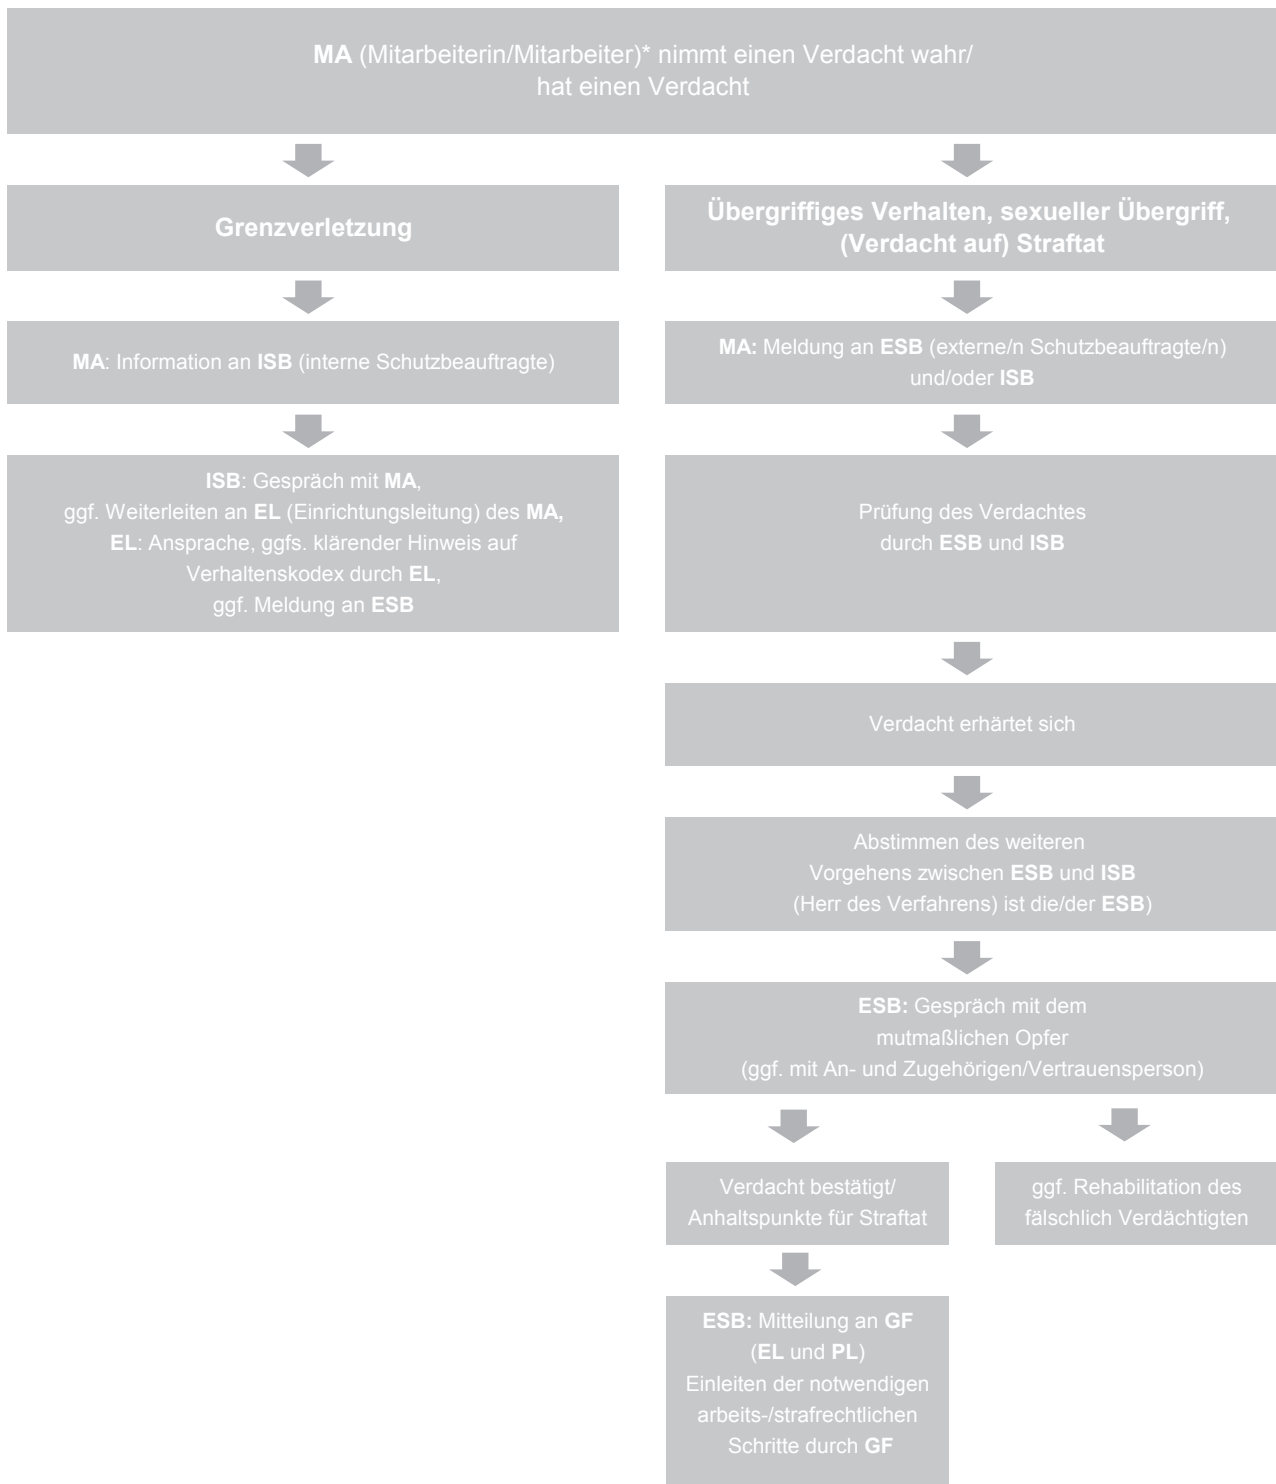 MA (Mitarbeiterin/Mitarbeiter)* nimmt einen Verdacht wahr/
hat einen Verdacht
Grenzverletzung
Übergriffiges Verhalten, sexueller Übergriff,
(Verdacht auf) Straftat
MA: Information an ISB (interne Schutzbeauftragte)
MA: Meldung an ESB (externe/n Schutzbeauftragte/n)
und/oder ISB
ISB: Gespräch mit MA,
ggf. Weiterleiten an EL (Einrichtungsleitung) des MA,
EL: Ansprache, ggfs. klärender Hinweis auf
Verhaltenskodex durch EL,
ggf. Meldung an ESB
Prüfung des Verdachtes
durch ESB und ISB
Verdacht erhärtet sich
Abstimmen des weiteren
Vorgehens zwischen ESB und ISB
(Herr des Verfahrens) ist die/der ESB)
ESB: Gespräch mit dem
mutmaßlichen Opfer
(ggf. mit An- und Zugehörigen/Vertrauensperson)
Verdacht bestätigt/
Anhaltspunkte für Straftat
ggf. Rehabilitation des
fälschlich Verdächtigten
ESB: Mitteilung an GF
(EL und PL)
Einleiten der notwendigen
arbeits-/strafrechtlichen
Schritte durch GF